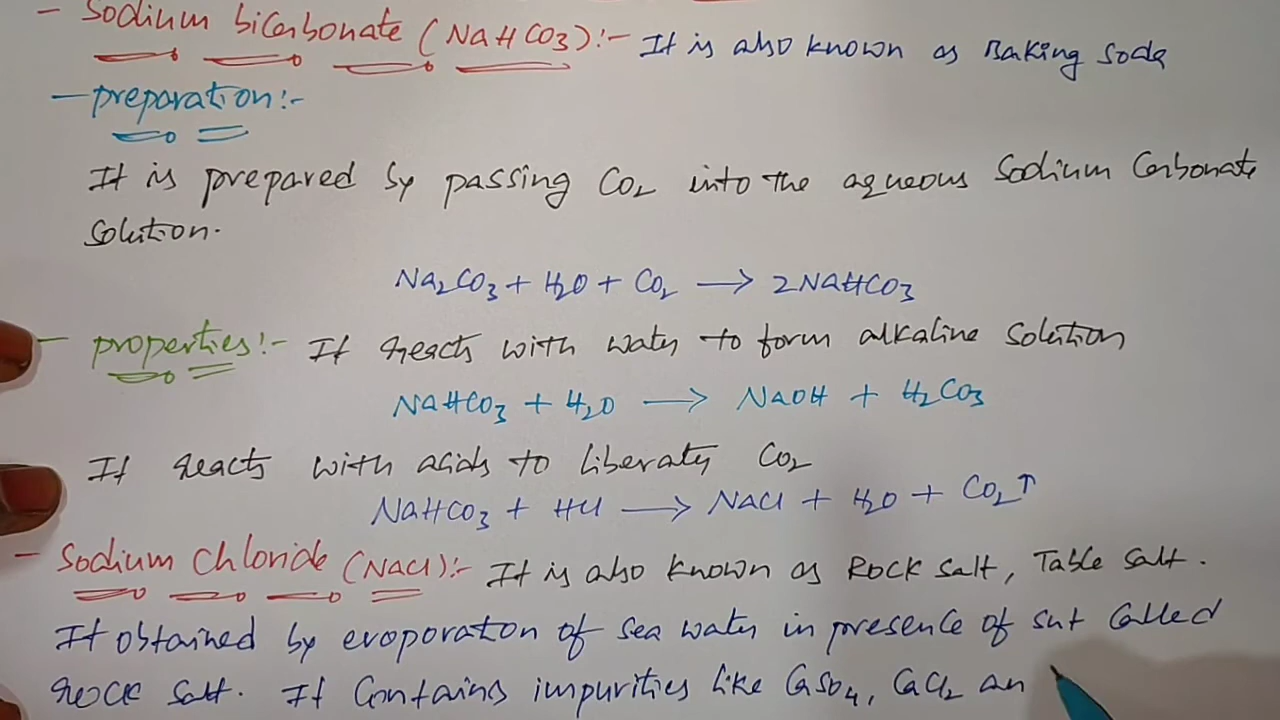 - Sodium bicarbonate (NaHCO3):- It is also known as Baking Soda
- preparation:-
It is prepared by passing CO2 into the aqueous Sodium Carbonate
Solution.
Na2CO3 + H2O + CO2 → 2NaHCO3
- properties:- It reacts with water to form alkaline solution
NaHCO3 + H2O → NaOH + H2CO3
It reacts with acids to liberate CO2
NaHCO3 + HCl → NaCl + H2O + CO2↑
- Sodium Chloride (NaCl):- It is also known as Rock Salt, Table Salt.
It obtained by evoporaton of sea water in presence of sut Called
rock Salt. It Contains impurities like CaSO4, CaCl2 an